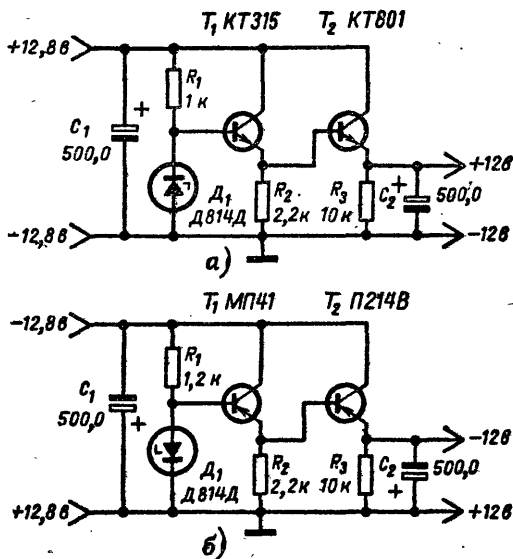 T₁ КТ315 T₂ КТ801
+12,8в
R₁
1 к
+
C₁
500,0
Д₁
Д814Д
R₂
2,2к
R₃
10к
C₂
+
500,0
+12в
-12,8в
-12в
а)
T₁ МП41 T₂ П214В
-12,8в
R₁
1,2 к
C₁
500,0
+
Д₁
Д814Д
R₂
2,2к
R₃
10к
C₂
+
500,0
-12в
+12,8в
+12в
б)